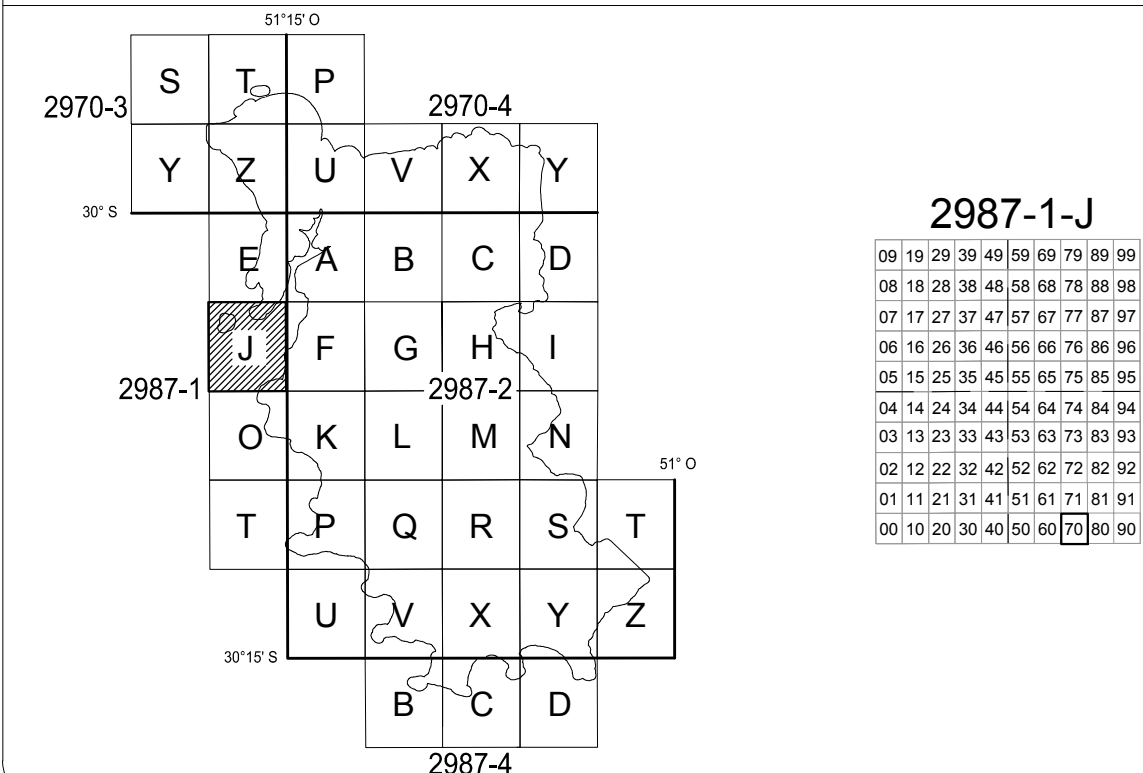 51°15' O
S T P
2970-3 2970-4
Y Z U V X Y
30° S
E A B C D
J F G H I
2987-1 2987-2
O K L M N
51° O
T P Q R S T
U V X Y Z
30°15' S
B C D
2987-4
2987-1-J
09 19 29 39 49 59 69 79 89 99
08 18 28 38 48 58 68 78 88 98
07 17 27 37 47 57 67 77 87 97
06 16 26 36 46 56 66 76 86 96
05 15 25 35 45 55 65 75 85 95
04 14 24 34 44 54 64 74 84 94
03 13 23 33 43 53 63 73 83 93
02 12 22 32 42 52 62 72 82 92
01 11 21 31 41 51 61 71 81 91
00 10 20 30 40 50 60 70 80 90